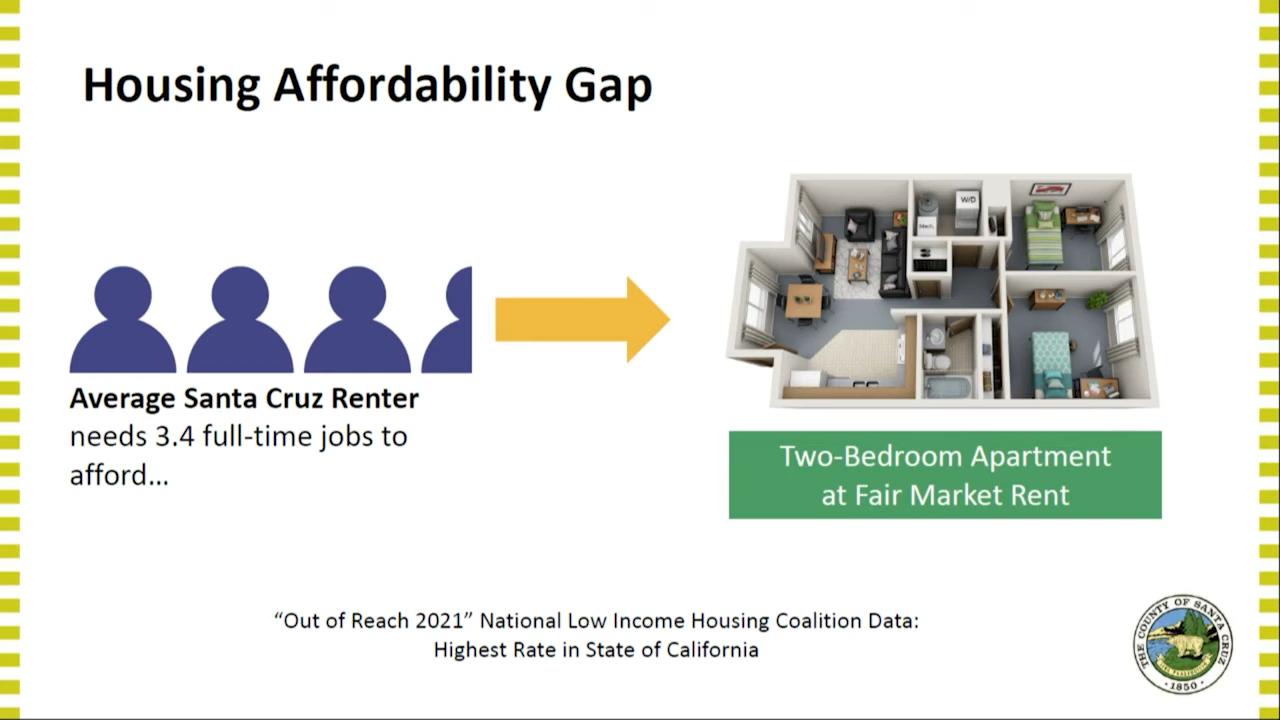 Housing Affordability Gap
W/D
Mech.
Average Santa Cruz Renter
needs 3.4 full-time jobs to
afford...
Two-Bedroom Apartment
at Fair Market Rent
“Out of Reach 2021” National Low Income Housing Coalition Data:
Highest Rate in State of California
THE COUNTY OF SANTA CRUZ
· 1850 ·